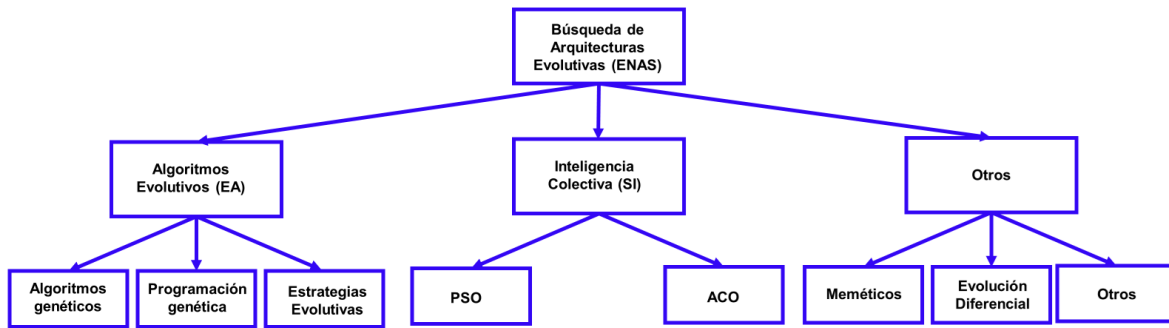 Búsqueda de
Arquitecturas
Evolutivas (ENAS)
Algoritmos
Evolutivos (EA)
Inteligencia
Colectiva (SI)
Otros
Algoritmos
genéticos
Programación
genética
Estrategias
Evolutivas
PSO
ACO
Meméticos
Evolución
Diferencial
Otros